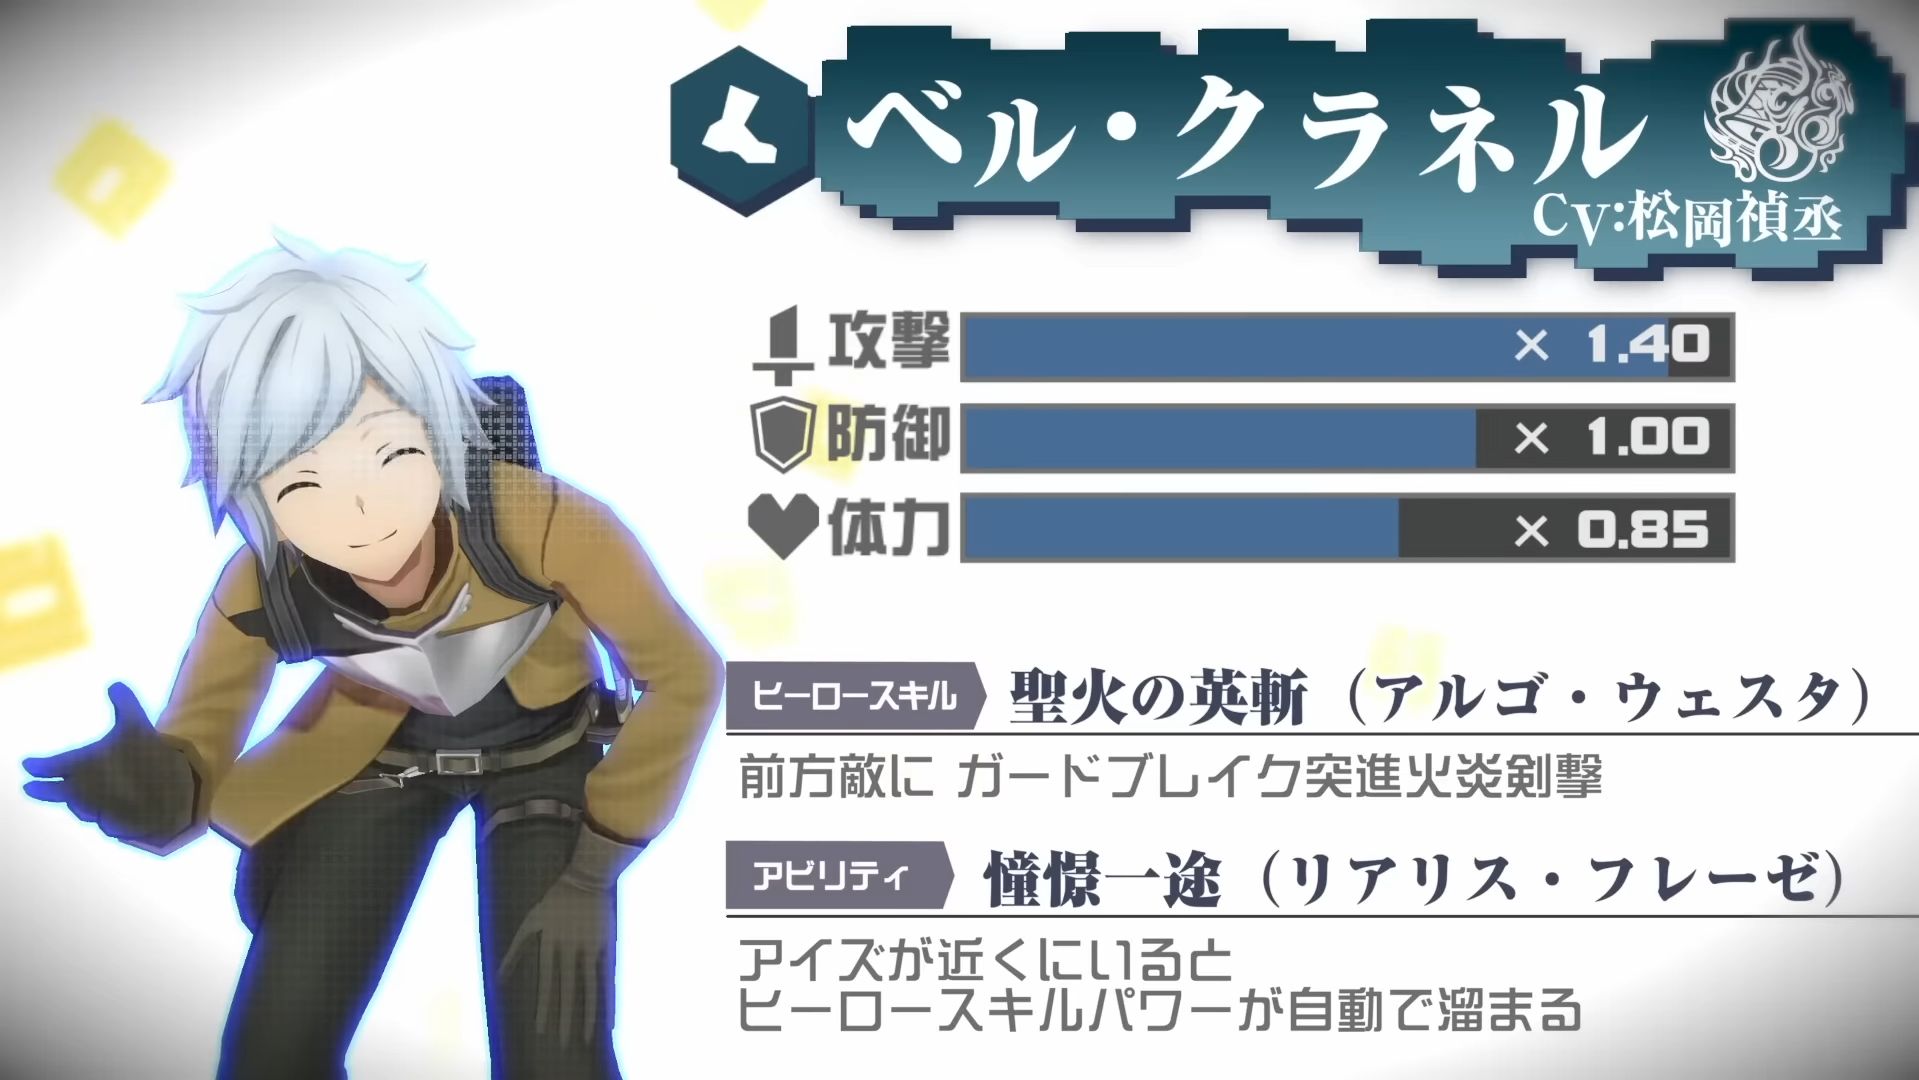 ベル・クラネル
CV:松岡禎丞
攻撃 × 1.40
防御 × 1.00
体力 × 0.85
ヒーロースキル 聖火の英斬（アルゴ・ウェスタ）
前方敵に ガードブレイク突進火炎剣撃
アビリティ 憧憬一途（リアリス・フレーゼ）
アイズが近くにいると
ヒーロースキルパワーが自動で溜まる